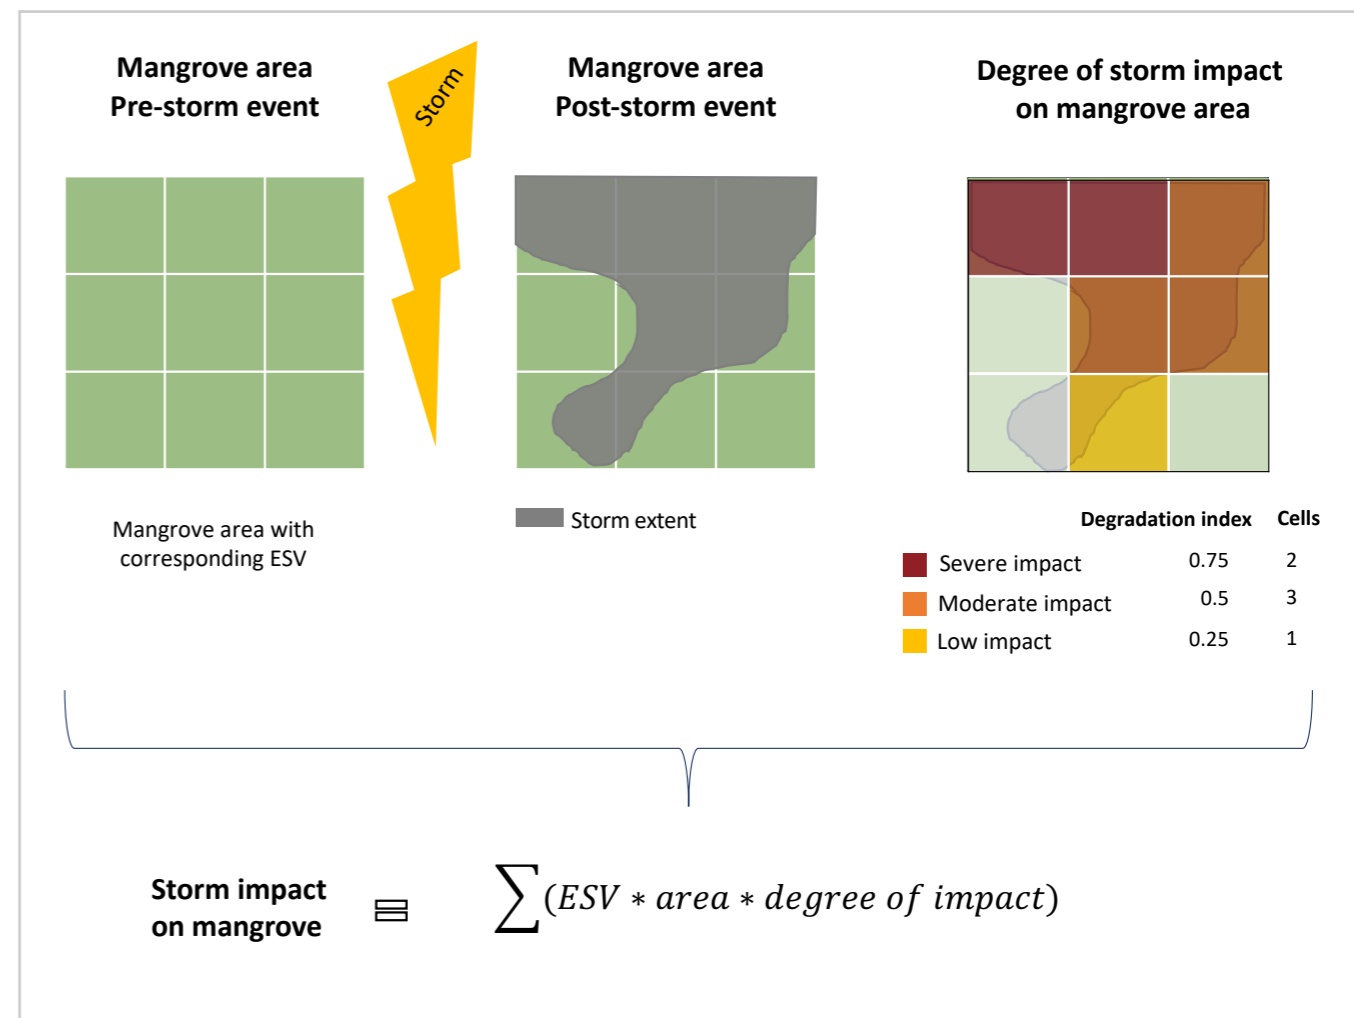 Mangrove area
Pre-storm event
Storm
Mangrove area
Post-storm event
Degree of storm impact
on mangrove area
Mangrove area with
corresponding ESV
Storm extent
Degradation index Cells
Severe impact 0.75 2
Moderate impact 0.5 3
Low impact 0.25 1
Storm impact
on mangrove
= ∑(ESV * area * degree of impact)